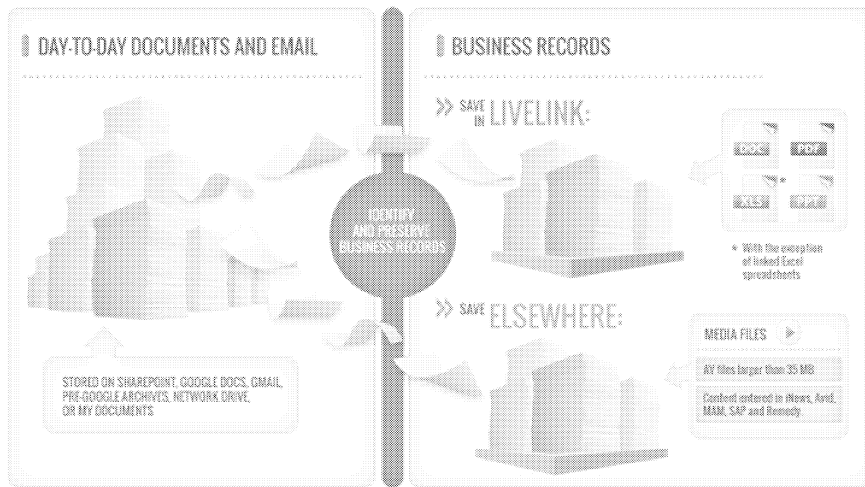 DAY-TO-DAY DOCUMENTS AND EMAIL
STORED ON SHAREPOINT, GOOGLE DOCS, GMAIL,
PRE-GOOGLE ARCHIVES, NETWORK DRIVE,
OR MY DOCUMENTS
IDENTIFY
AND PRESERVE
BUSINESS RECORDS
BUSINESS RECORDS
SAVE
IN LIVELINK:
DOC PDF
XLS * PPT
* With the exception
of linked Excel
spreadsheets
SAVE ELSEWHERE:
MEDIA FILES
AV files larger than 35 MB
Content entered in iNews, Avid,
MAM, SAP and Remedy